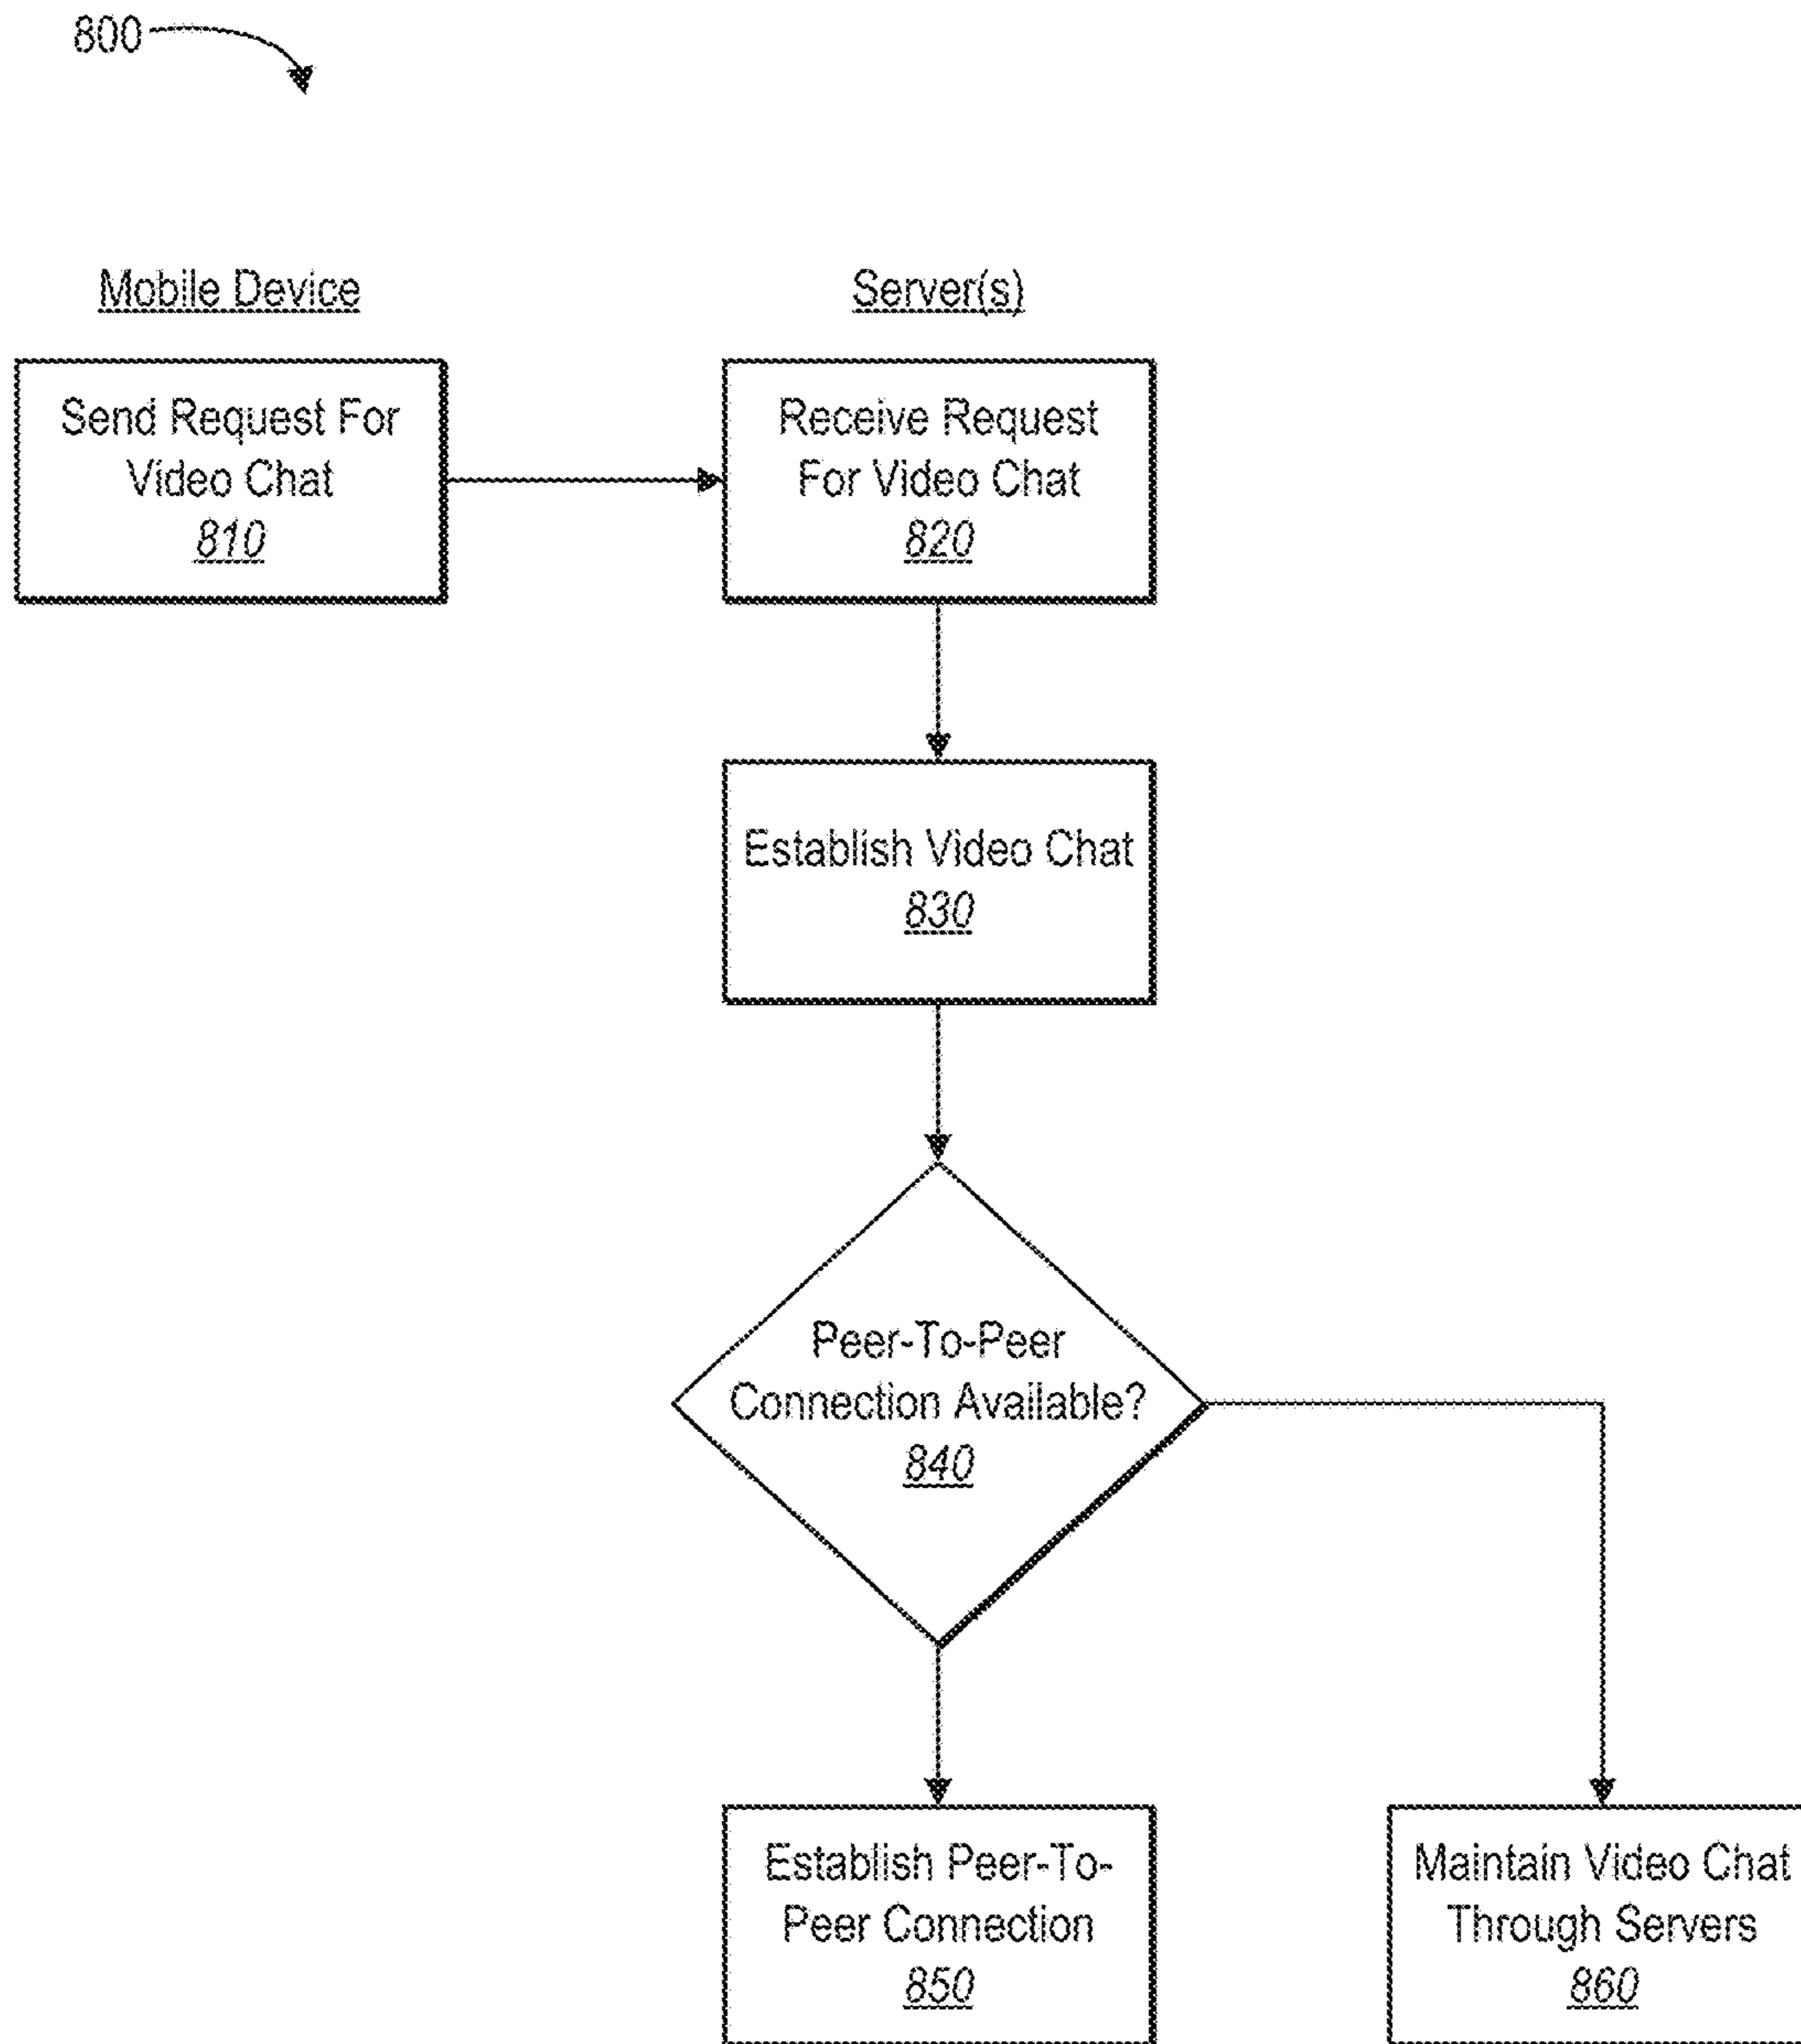 800
Mobile Device
Server(s)
Send Request For
Video Chat
810
Receive Request
For Video Chat
820
Establish Video Chat
830
Peer-To-Peer
Connection Available?
840
Establish Peer-To-
Peer Connection
850
Maintain Video Chat
Through Servers
860